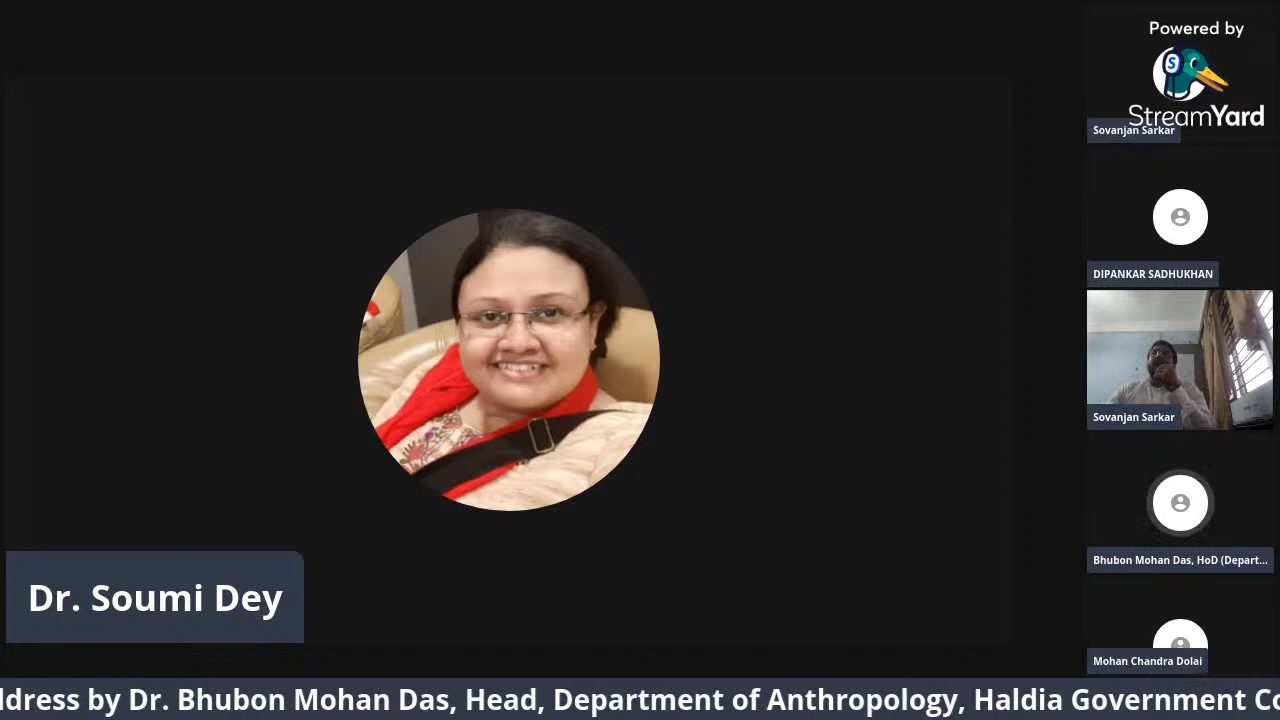 Powered by
S
StreamYard
Sovanjan Sarkar
DIPANKAR SADHUKHAN
Sovanjan Sarkar
Bhubon Mohan Das, HoD (Depart...
Mohan Chandra Dolai
Dr. Soumi Dey
ddress by Dr. Bhubon Mohan Das, Head, Department of Anthropology, Haldia Government Co